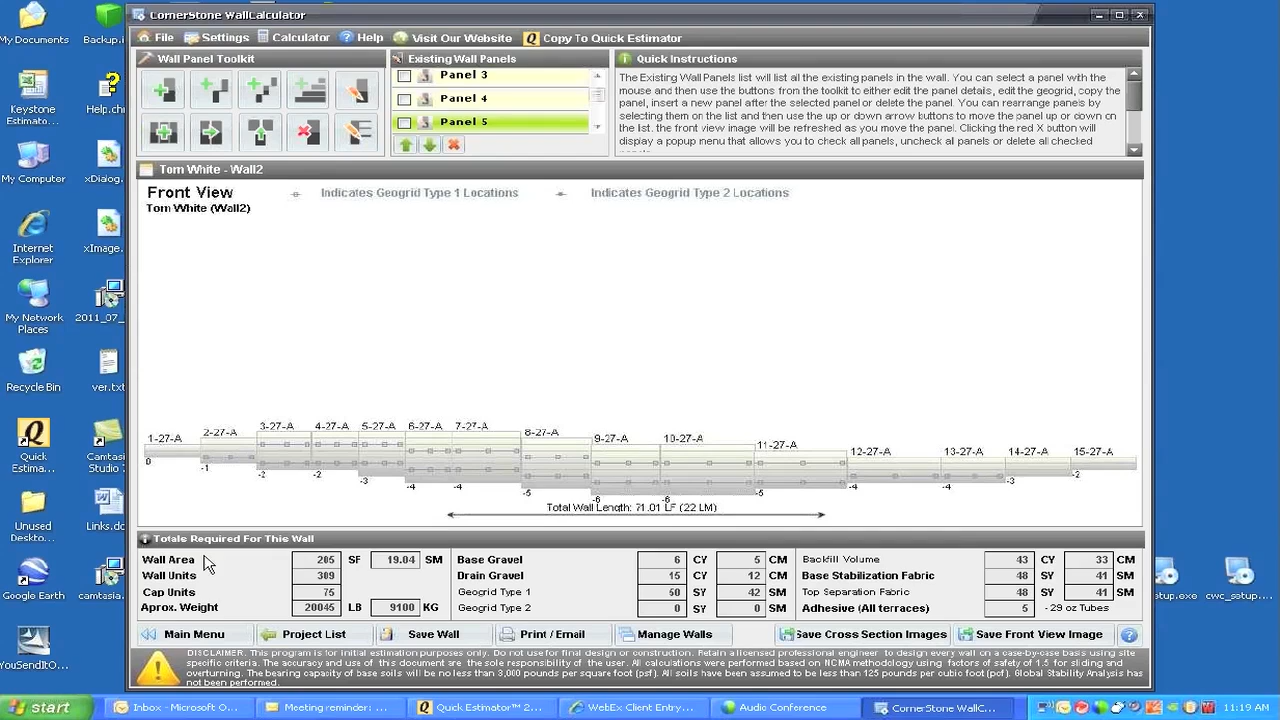 CornerStone WallCalculator
File Settings Calculator Help Visit Our Website Copy To Quick Estimator
Wall Panel Toolkit
Existing Wall Panels
Panel 3
Panel 4
Panel 5
Quick Instructions
The Existing Wall Panels list will list all the existing panels in the wall. You can select a panel with the
mouse and then use the buttons from the toolkit to either edit the panel details, edit the geogrid, copy the
panel, insert a new panel after the selected panel or delete the panel. You can rearrange panels by
selecting them on the list and then use the up or down arrow buttons to move the panel up or down on
the list. the front view image will be refreshed as you move the panel. Clicking the red X button will
display a popup menu that allows you to check all panels, uncheck all panels or delete all checked
Tom White - Wall2
Front View
Indicates Geogrid Type 1 Locations
Indicates Geogrid Type 2 Locations
Tom White (Wall2)
1-27-A 2-27-A 3-27-A 4-27-A 5-27-A 6-27-A 7-27-A 8-27-A 9-27-A 10-27-A 11-27-A 12-27-A 13-27-A 14-27-A 15-27-A
0 -1 -2 -2 -3 -4 -4 -5 -6 -6 -5 -4 -4 -3 -2
Total Wall Length: 71.01 LF (22 LM)
Totals Required For This Wall
Wall Area 205 SF 19.04 SM
Wall Units 309
Cap Units 75
Aprox. Weight 20045 LB 9100 KG
Base Gravel 6 CY 5 CM
Drain Gravel 15 CY 12 CM
Geogrid Type 1 50 SY 42 SM
Geogrid Type 2 0 SY 0 SM
Backfill Volume 43 CY 33 CM
Base Stabilization Fabric 48 SY 41 SM
Top Separation Fabric 48 SY 41 SM
Adhesive (All terraces) 5 - 29 oz Tubes
Main Menu
Project List
Save Wall
Print / Email
Manage Walls
Save Cross Section Images
Save Front View Image
DISCLAIMER. This program is for initial estimation purposes only. Do not use for final design or construction. Retain a licensed professional engineer to design every wall on a case-by-case basis using site
specific criteria. The accuracy and use of this document are the sole responsibility of the user. All calculations were performed based on NCMA methodology using factors of safety of 1.5 for sliding and
overturning. The bearing capacity of base soils will be no less than 3,000 pounds per square foot (psf). All soils have been assumed to be less than 125 pounds per cubic foot (pcf). Global Stability Analysis has
not been performed.
My Documents
Backup.
Keystone
Estimato...
Help.ch
My Computer
xDialog.
Internet
Explorer
xImage.
My Network
Places
2011_07_
Recycle Bin
ver.txt
Quick
Estima...
Camtasi
Studio 7
Unused
Deskto...
Links.do
Google Earth
camtasia.
YouSendItO...
stup.exe
cwc_setup....
start
Inbox - Microsoft O...
Meeting reminder: ...
Quick Estimator™ 2...
WebEx Client Entry...
Audio Conference
CornerStone WallC...
11:19 AM